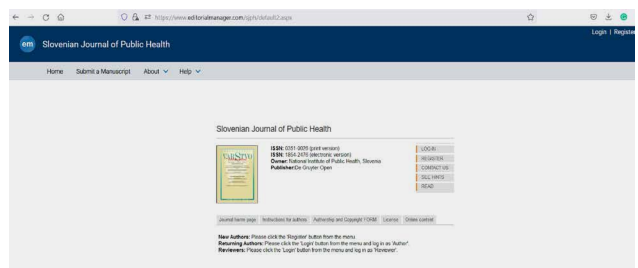 https://www.editorialmanager.com/sjph/default2.aspx
Login | Register
em Slovenian Journal of Public Health
Home Submit a Manuscript About Help
Slovenian Journal of Public Health
VARSTVO
ISSN: 0351-0026 (print version)
ISSN: 1854-2476 (electronic version)
Owner: National Institute of Public Health, Slovenia
Publisher:De Gruyter Open
LOG IN
REGISTER
CONTACT US
SEE HINTS
READ
Journal home page Instructions for authors Authorship and Copyright FORM License Online content
New Authors: Please click the 'Register' button from the menu
Returning Authors: Please click the 'Login' button from the menu and log in as 'Author'.
Reviewers: Please click the 'Login' button from the menu and log in as 'Reviewer'.